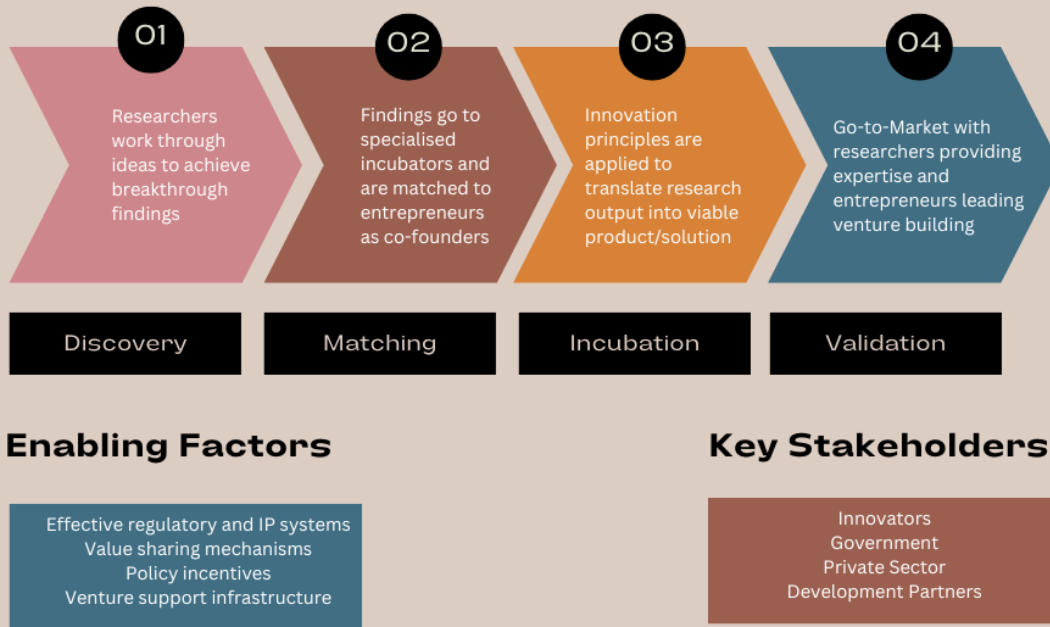 01
Researchers
work through
ideas to achieve
breakthrough
findings
02
Findings go to
specialised
incubators and
are matched to
entrepreneurs
as co-founders
03
Innovation
principles are
applied to
translate research
output into viable
product/solution
04
Go-to-Market with
researchers providing
expertise and
entrepreneurs leading
venture building
Discovery
Matching
Incubation
Validation
Enabling Factors
Effective regulatory and IP systems
Value sharing mechanisms
Policy incentives
Venture support infrastructure
Key Stakeholders
Innovators
Government
Private Sector
Development Partners